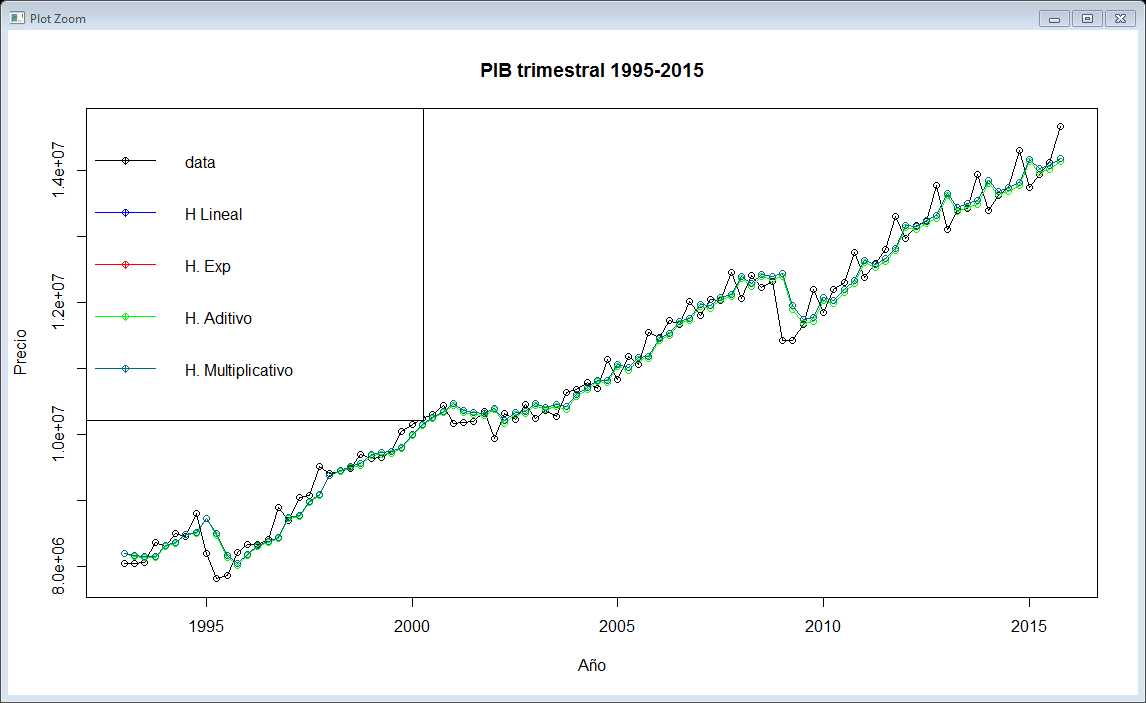 Plot Zoom
PIB trimestral 1995-2015
data
H Lineal
H. Exp
H. Aditivo
H. Multiplicativo
Precio
1.4e+07
1.2e+07
1.0e+07
8.0e+06
1995 2000 2005 2010 2015
Año